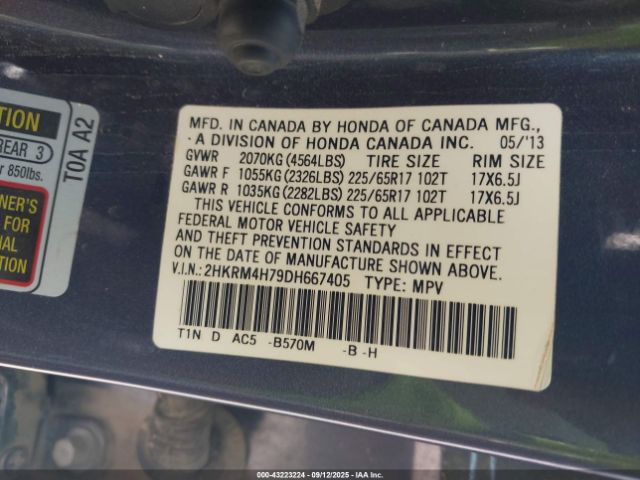 TION
REAR 3
r 850lbs.
NER'S
FOR
NAL
TION
TOA A2
MFD. IN CANADA BY HONDA OF CANADA MFG.,
A DIVISION OF HONDA CANADA INC. 05/'13
GVWR 2070KG (4564LBS) TIRE SIZE RIM SIZE
GAWR F 1055KG (2326LBS) 225/65R17 102T 17X6.5J
GAWR R 1035KG (2282LBS) 225/65R17 102T 17X6.5J
THIS VEHICLE CONFORMS TO ALL APPLICABLE
FEDERAL MOTOR VEHICLE SAFETY
AND THEFT PREVENTION STANDARDS IN EFFECT
ON THE DATE OF MANUFACTURE SHOWN ABOVE.
V.I.N.: 2HKRM4H79DH667405 TYPE: MPV
T1N D AC5 -B570M -B -H
000-43223224 - 09/12/2025 - IAA Inc.